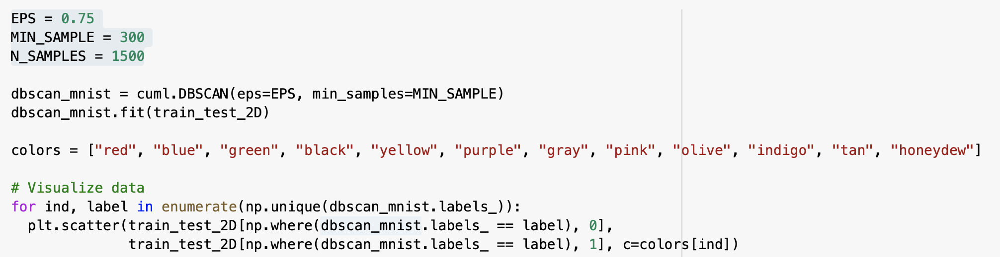 EPS = 0.75
MIN_SAMPLE = 300
N_SAMPLES = 1500

dbscan_mnist = cuml.DBSCAN(eps=EPS, min_samples=MIN_SAMPLE)
dbscan_mnist.fit(train_test_2D)

colors = ["red", "blue", "green", "black", "yellow", "purple", "gray", "pink", "olive", "indigo", "tan", "honeydew"]

# Visualize data
for ind, label in enumerate(np.unique(dbscan_mnist.labels_)):
  plt.scatter(train_test_2D[np.where(dbscan_mnist.labels_ == label), 0],
              train_test_2D[np.where(dbscan_mnist.labels_ == label), 1], c=colors[ind])